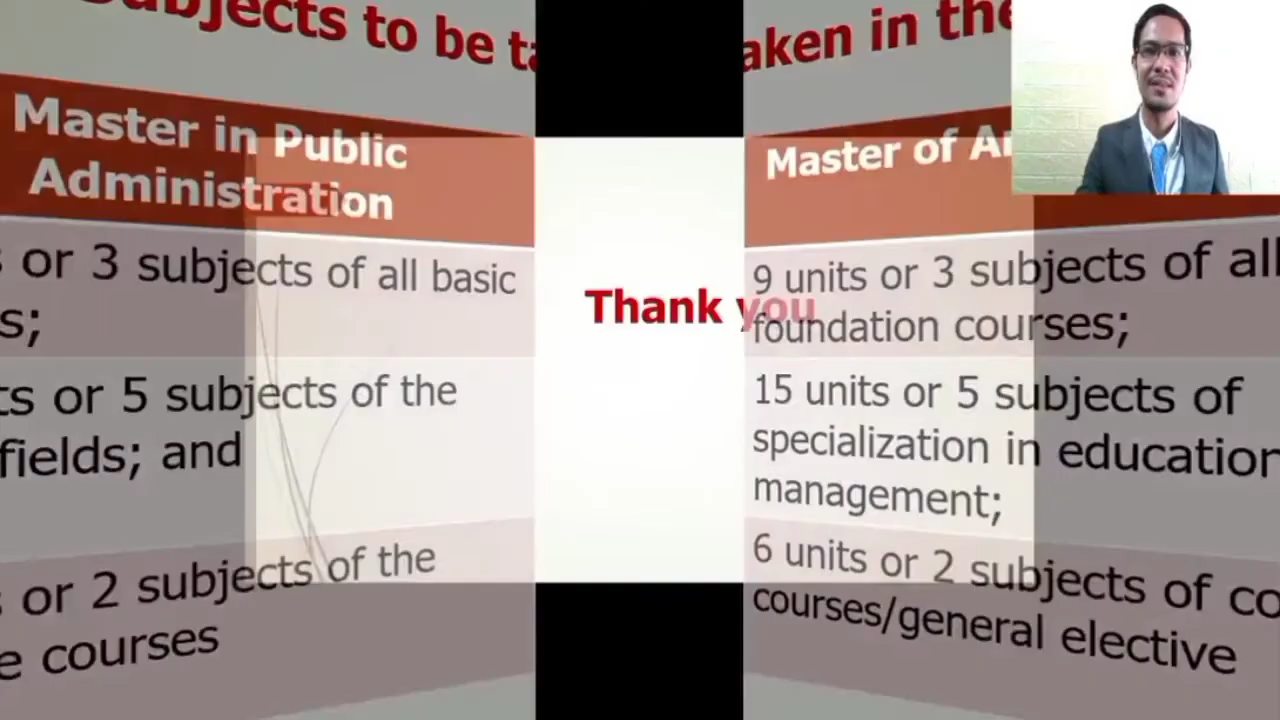 ubjects to be ta
aken in the
Master in Public
Administration
or 3 subjects of all basic
s;
ts or 5 subjects of the
fields; and
or 2 subjects of the
e courses
Thank you
Master of Ar
9 units or 3 subjects of all
foundation courses;
15 units or 5 subjects of
specialization in education
management;
6 units or 2 subjects of co
courses/general elective